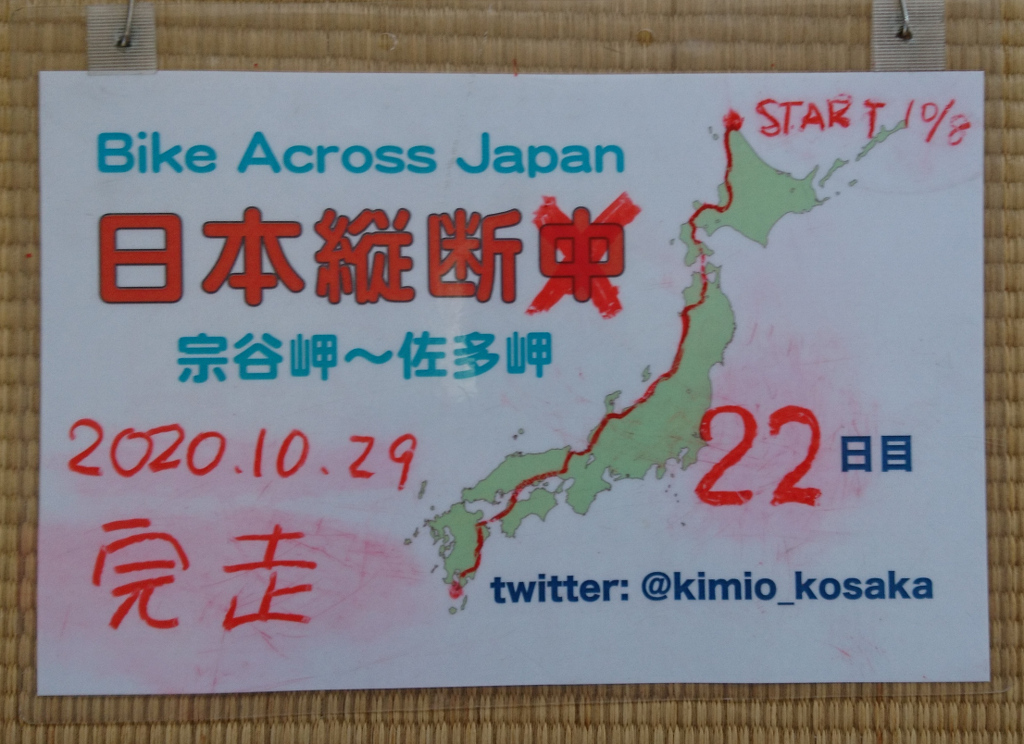 START 10/8
Bike Across Japan
日本縦断中
宗谷岬〜佐多岬
2020.10.29
22日目
完走
twitter: @kimio_kosaka